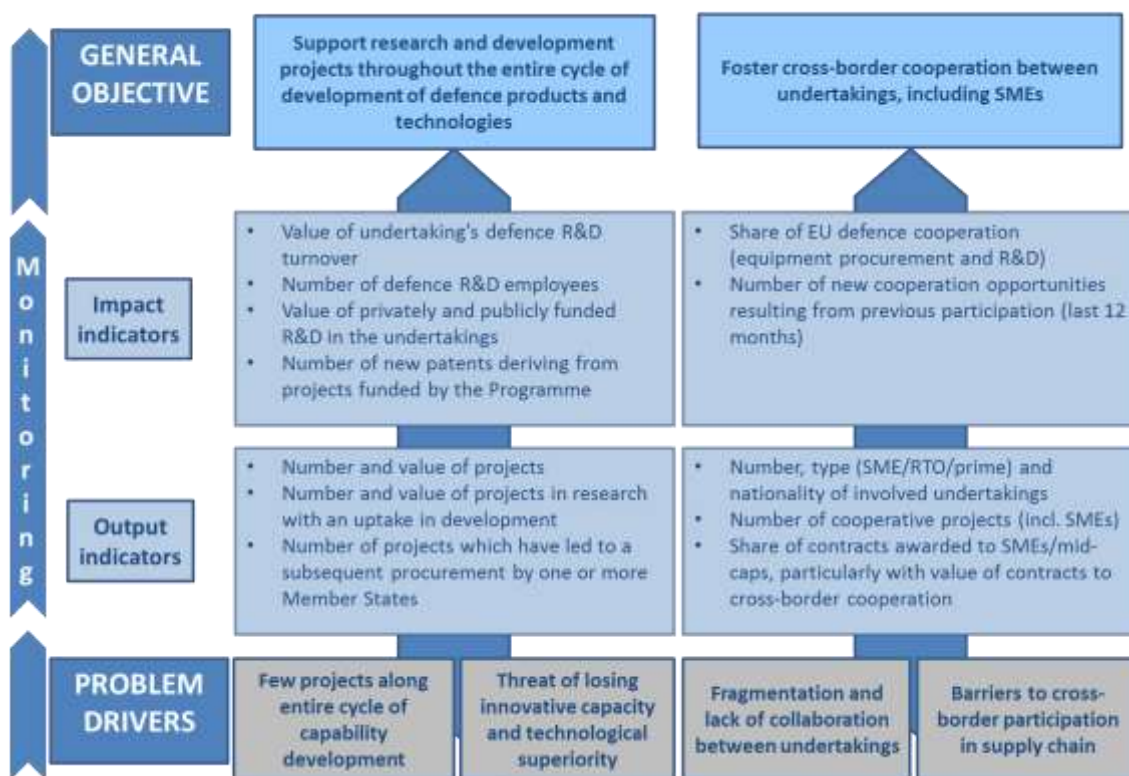 GENERAL
OBJECTIVE
Support research and development
projects throughout the entire cycle of
development of defence products and
technologies
Foster cross-border cooperation between
undertakings, including SMEs
Monitoring
Impact
indicators
• Value of undertaking's defence R&D
turnover
• Number of defence R&D employees
• Value of privately and publicly funded
R&D in the undertakings
• Number of new patents deriving from
projects funded by the Programme
• Share of EU defence cooperation
(equipment procurement and R&D)
• Number of new cooperation opportunities
resulting from previous participation (last 12
months)
Output
indicators
• Number and value of projects
• Number and value of projects in research
with an uptake in development
• Number of projects which have led to a
subsequent procurement by one or more
Member States
• Number, type (SME/RTO/prime) and
nationality of involved undertakings
• Number of cooperative projects (incl. SMEs)
• Share of contracts awarded to SMEs/mid-
caps, particularly with value of contracts to
cross-border cooperation
PROBLEM
DRIVERS
Few projects along
entire cycle of
capability
development
Threat of losing
innovative capacity
and technological
superiority
Fragmentation and
lack of collaboration
between undertakings
Barriers to cross-
border participation
in supply chain